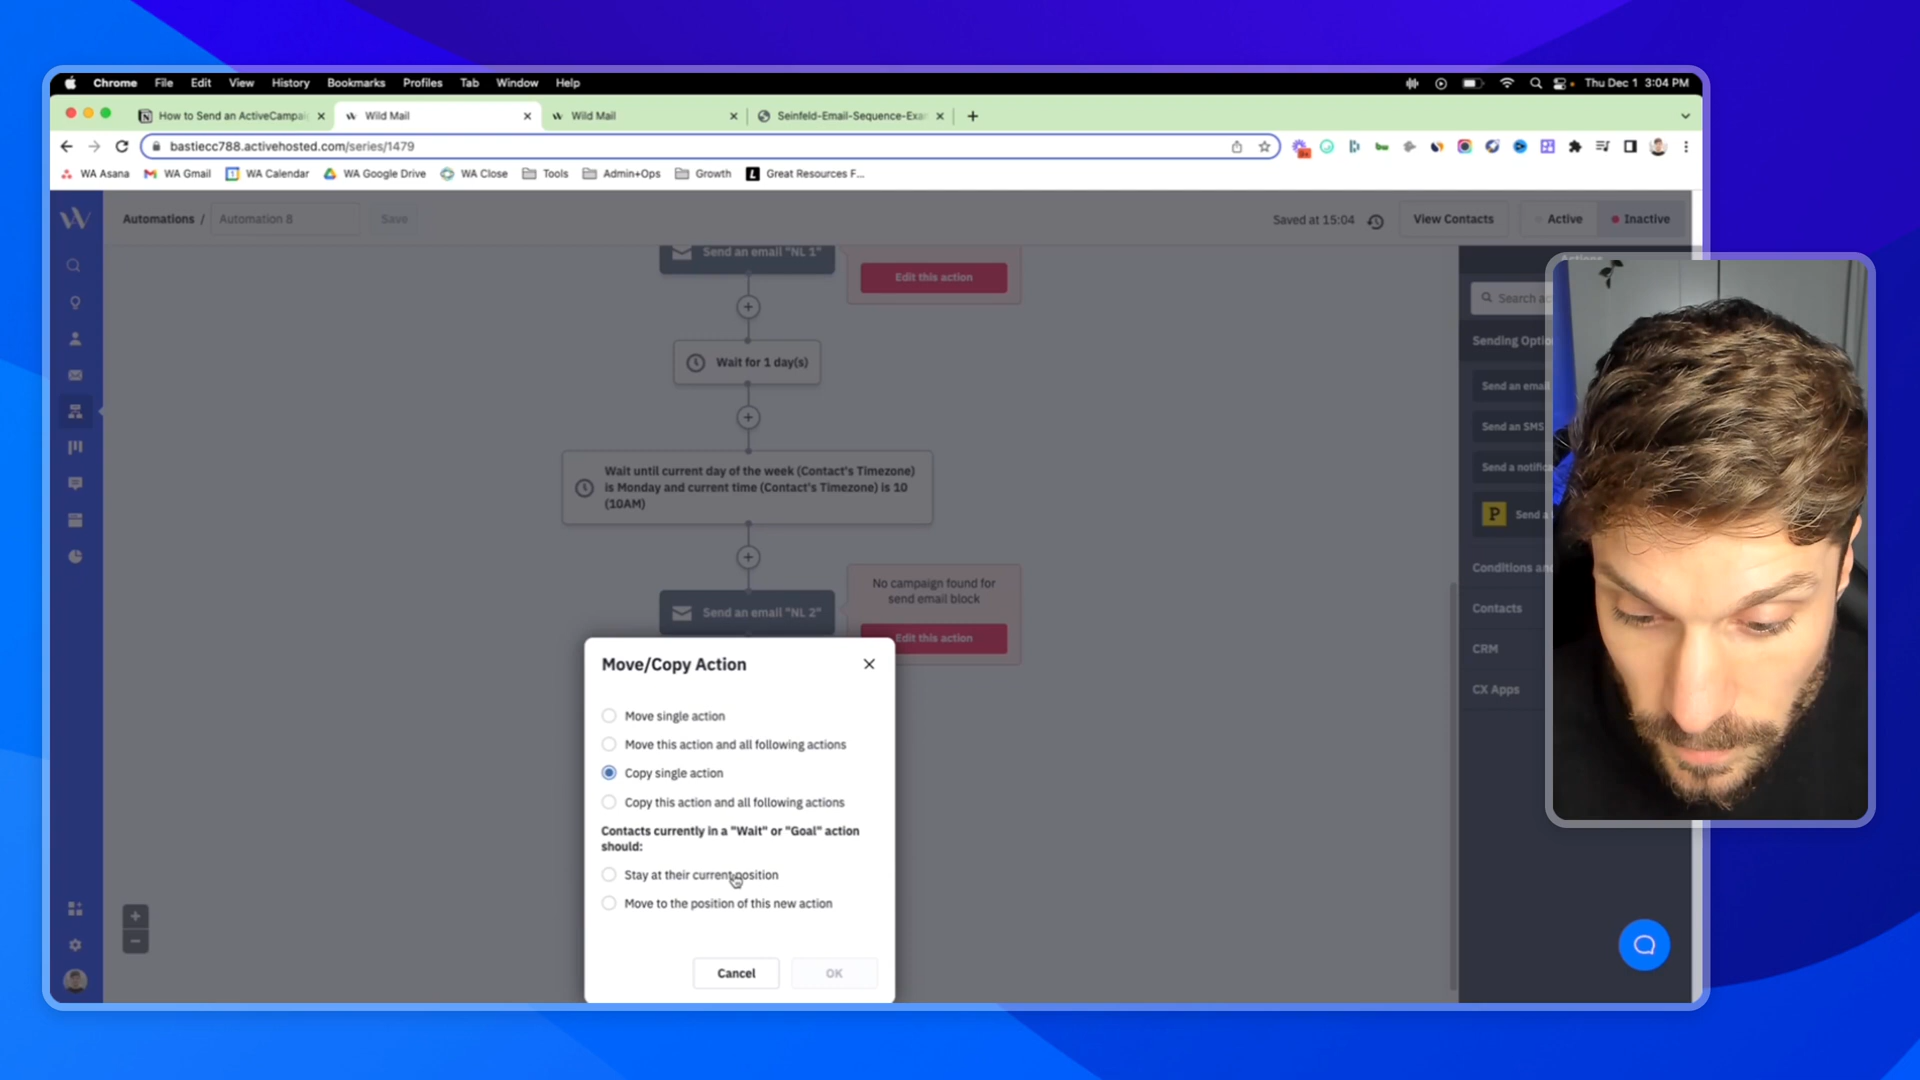 Chrome File Edit View History Bookmarks Profiles Tab Window Help Thu Dec 1 3:04 PM
How to Send an ActiveCampai Wild Mail Wild Mail Seinfeld-Email-Sequence-Exa
bastiecc788.activehosted.com/series/1479
WA Asana WA Gmail WA Calendar WA Google Drive WA Close Tools Admin+Ops Growth Great Resources F...
Automations / Automation 8 Save Saved at 15:04 View Contacts Active Inactive
Send an email "NL 1"
Edit this action
Wait for 1 day(s)
Wait until current day of the week (Contact's Timezone)
is Monday and current time (Contact's Timezone) is 10
(10AM)
No campaign found for
send email block
Send an email "NL 2"
Edit this action
Move/Copy Action
Move single action
Move this action and all following actions
Copy single action
Copy this action and all following actions
Contacts currently in a "Wait" or "Goal" action
should:
Stay at their current position
Move to the position of this new action
Cancel OK
Actions
Search ac
Sending Optio
Send an email
Send an SMS
Send a notifica
P Send a
Conditions and
Contacts
CRM
CX Apps